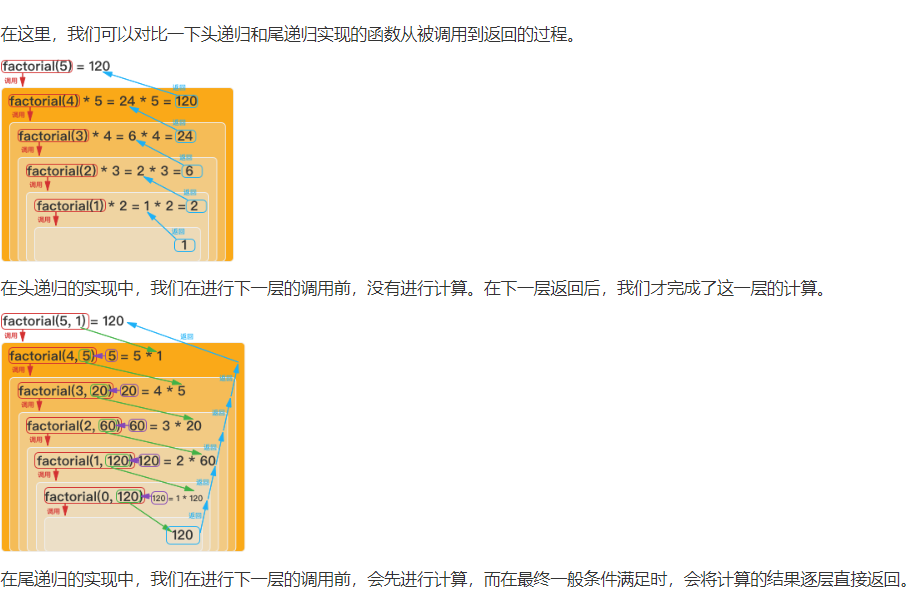 在这里，我们可以对比一下头递归和尾递归实现的函数从被调用到返回的过程。
factorial(5) = 120
调用
返回
factorial(4) * 5 = 24 * 5 = 120
调用
返回
factorial(3) * 4 = 6 * 4 = 24
调用
返回
factorial(2) * 3 = 2 * 3 = 6
调用
返回
factorial(1) * 2 = 1 * 2 = 2
调用
返回
1
在头递归的实现中，我们在进行下一层的调用前，没有进行计算。在下一层返回后，我们才完成了这一层的计算。
factorial(5, 1) = 120
调用
返回
factorial(4, 5) 5 = 5 * 1
调用
返回
factorial(3, 20) 20 = 4 * 5
调用
返回
factorial(2, 60) 60 = 3 * 20
调用
返回
factorial(1, 120) 120 = 2 * 60
调用
返回
factorial(0, 120) 120 = 1 * 120
调用
返回
120
在尾递归的实现中，我们在进行下一层的调用前，会先进行计算，而在最终一般条件满足时，会将计算的结果逐层直接返回。